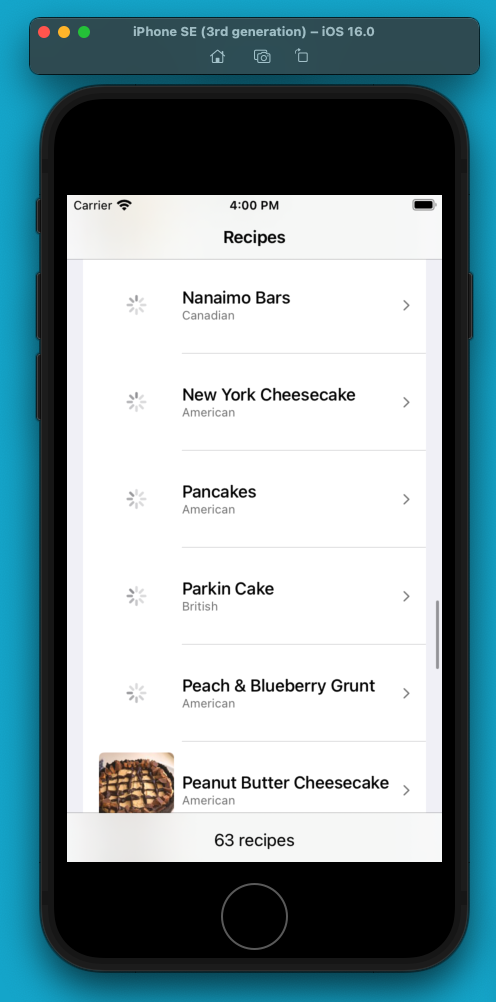 iPhone SE (3rd generation) – iOS 16.0
Carrier 4:00 PM
Recipes
Nanaimo Bars
Canadian
New York Cheesecake
American
Pancakes
American
Parkin Cake
British
Peach & Blueberry Grunt
American
Peanut Butter Cheesecake
American
63 recipes